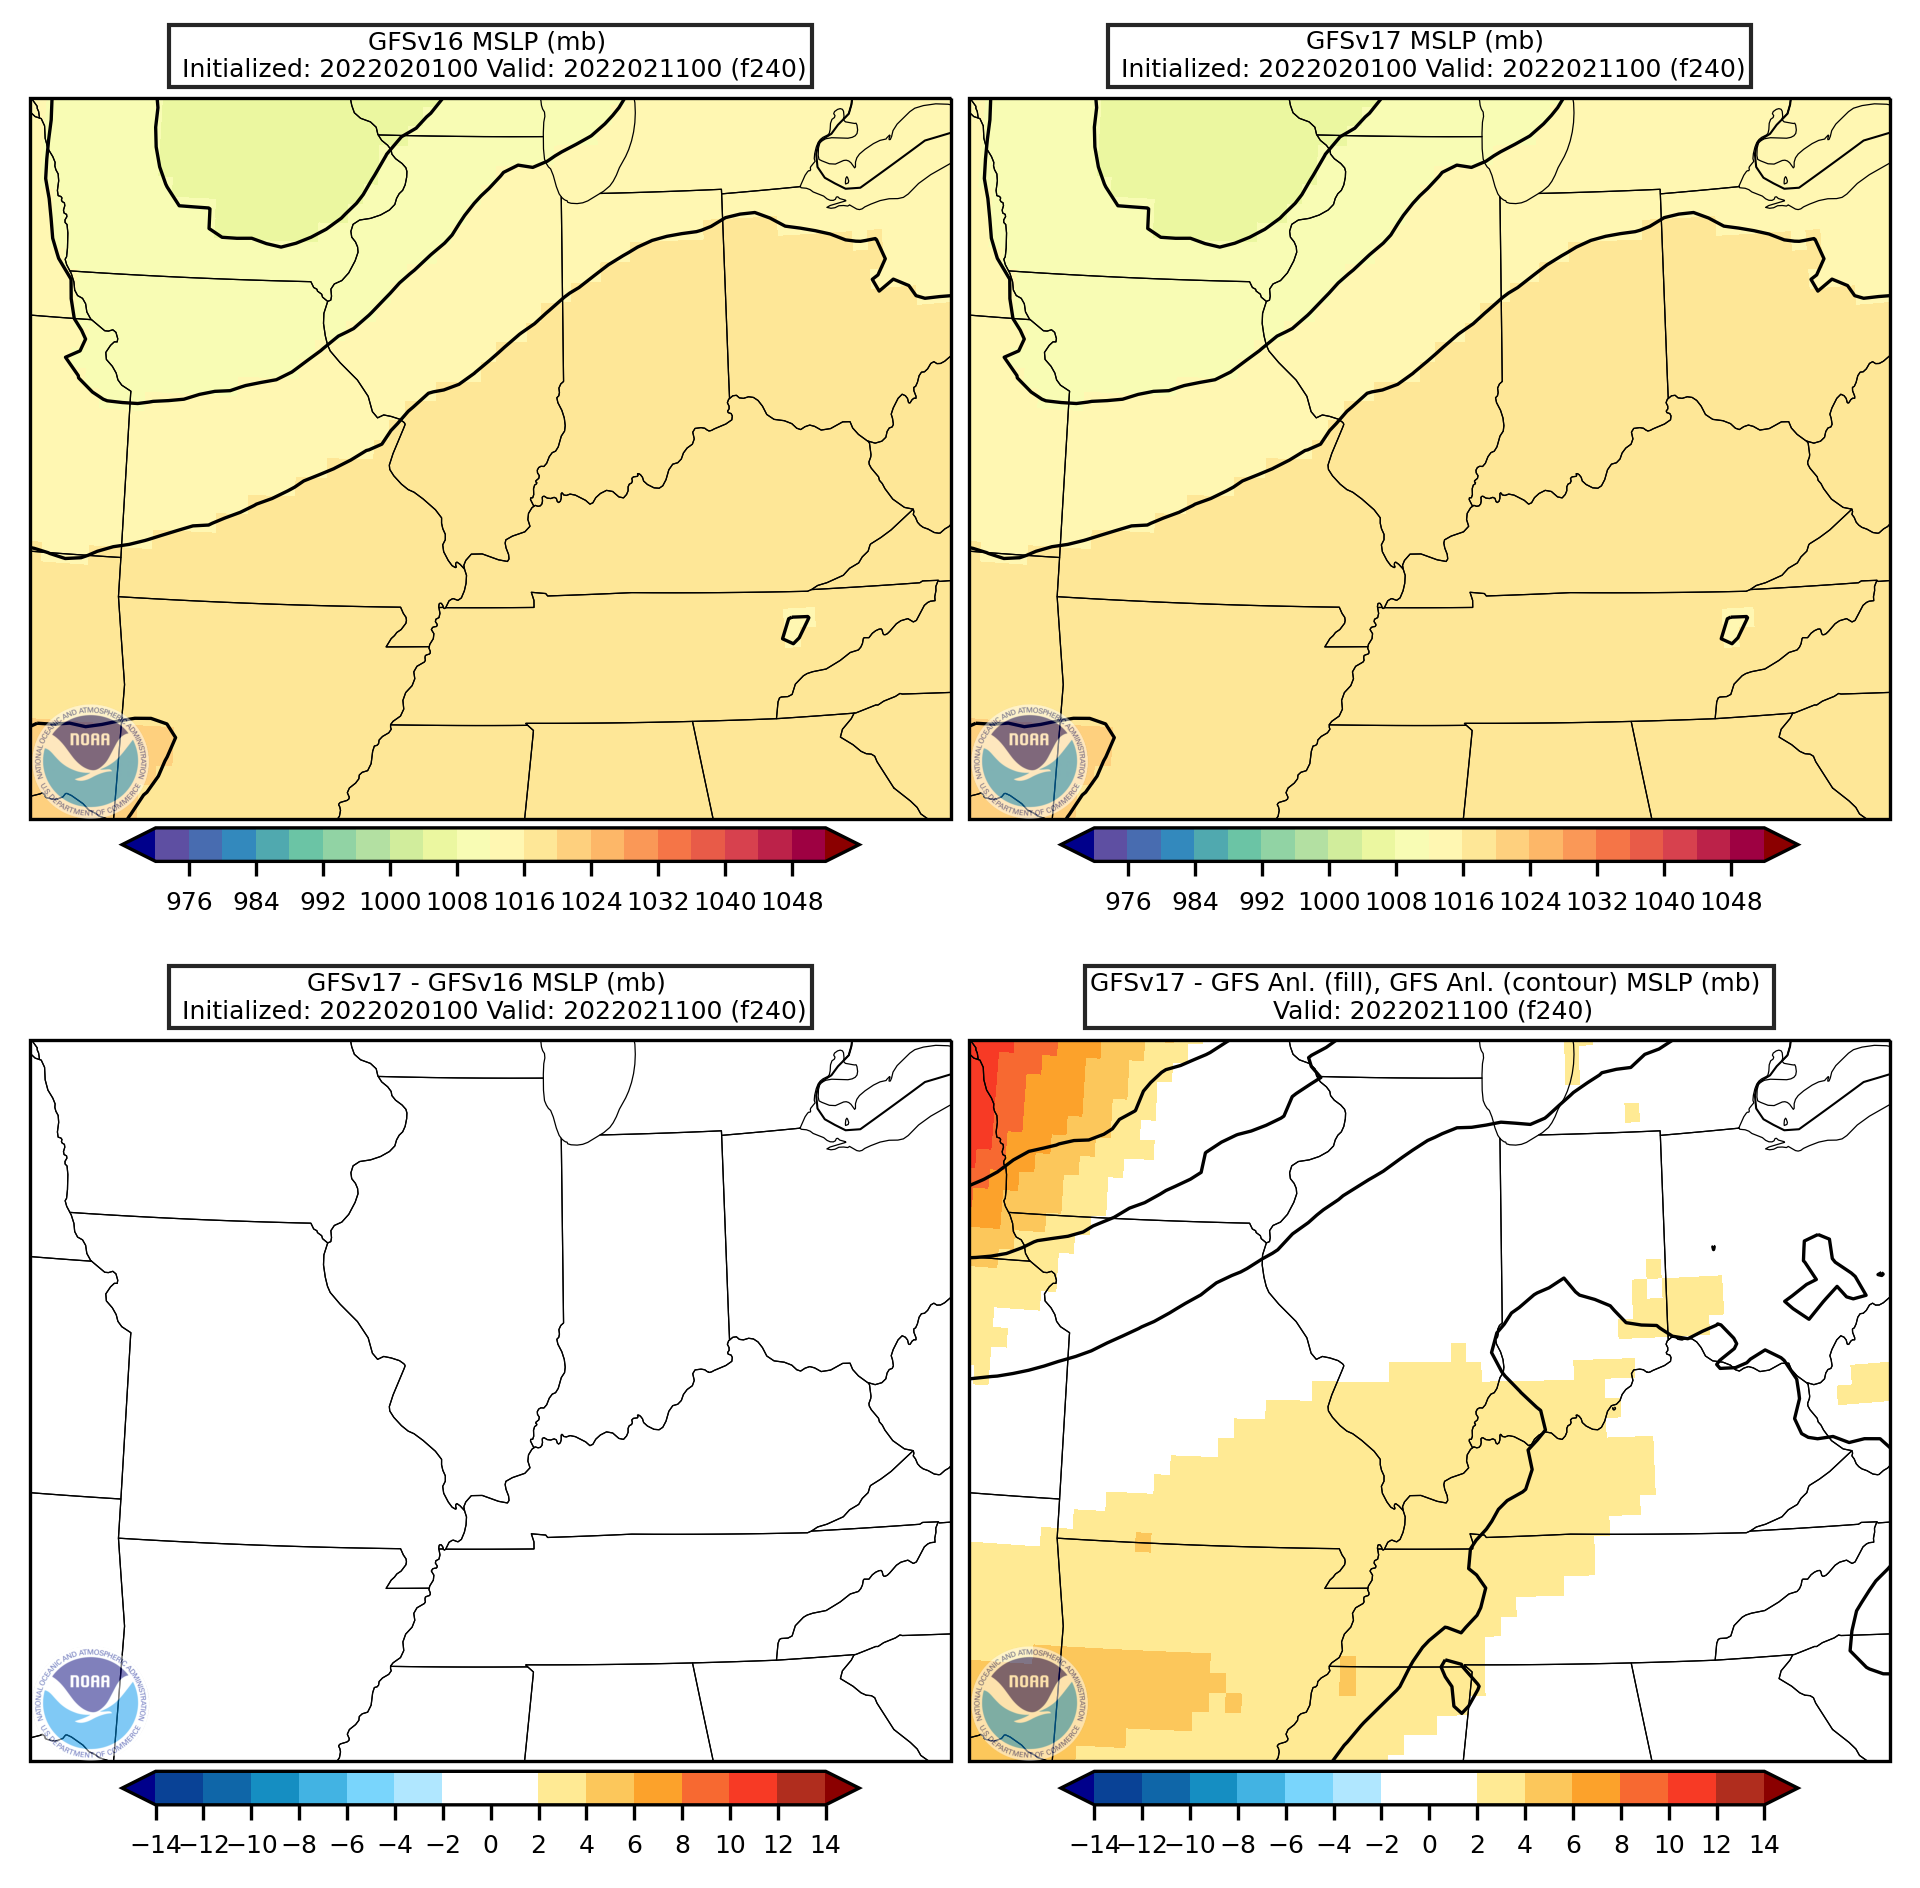 GFSv16 MSLP (mb)
Initialized: 2022020100 Valid: 2022021100 (f240)
GFSv17 MSLP (mb)
Initialized: 2022020100 Valid: 2022021100 (f240)
NATIONAL OCEANIC AND ATMOSPHERIC ADMINISTRATION
NOAA
U.S. DEPARTMENT OF COMMERCE
NATIONAL OCEANIC AND ATMOSPHERIC ADMINISTRATION
NOAA
U.S. DEPARTMENT OF COMMERCE
976 984 992 1000 1008 1016 1024 1032 1040 1048
976 984 992 1000 1008 1016 1024 1032 1040 1048
GFSv17 - GFSv16 MSLP (mb)
Initialized: 2022020100 Valid: 2022021100 (f240)
GFSv17 - GFS Anl. (fill), GFS Anl. (contour) MSLP (mb)
Valid: 2022021100 (f240)
NATIONAL OCEANIC AND ATMOSPHERIC ADMINISTRATION
NOAA
U.S. DEPARTMENT OF COMMERCE
NATIONAL OCEANIC AND ATMOSPHERIC ADMINISTRATION
NOAA
U.S. DEPARTMENT OF COMMERCE
−14 −12 −10 −8 −6 −4 −2 0 2 4 6 8 10 12 14
−14 −12 −10 −8 −6 −4 −2 0 2 4 6 8 10 12 14